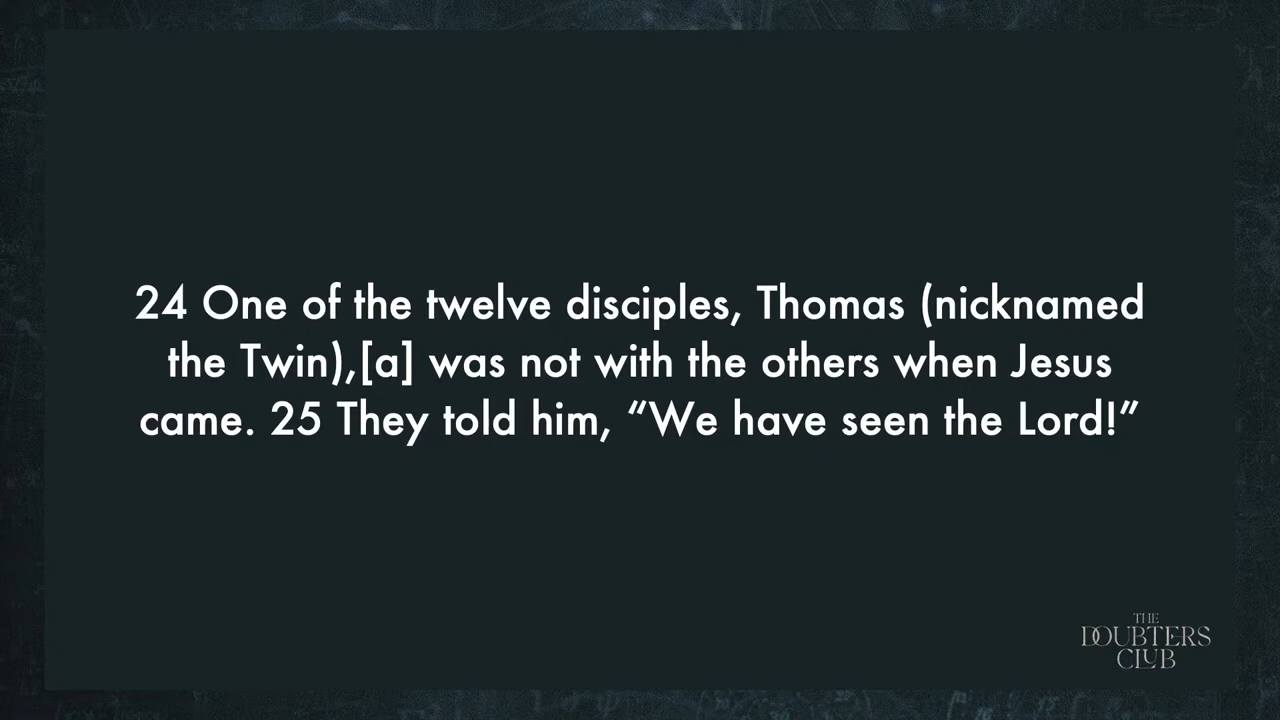 24 One of the twelve disciples, Thomas (nicknamed
the Twin),[a] was not with the others when Jesus
came. 25 They told him, “We have seen the Lord!”
THE
DOUBTERS
CLUB